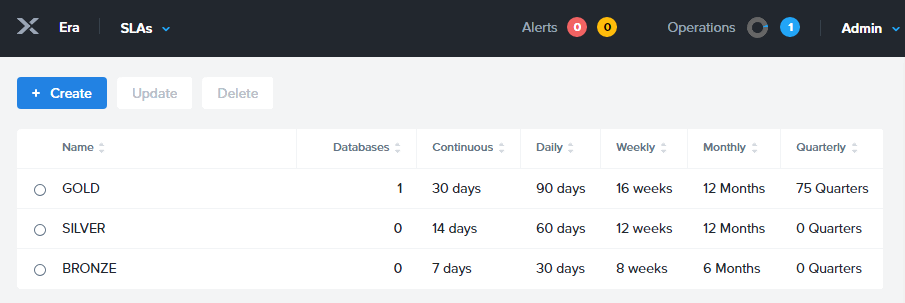 Era SLAs Alerts 0 0 Operations 1 Admin
+ Create Update Delete
Name Databases Continuous Daily Weekly Monthly Quarterly
GOLD 1 30 days 90 days 16 weeks 12 Months 75 Quarters
SILVER 0 14 days 60 days 12 weeks 12 Months 0 Quarters
BRONZE 0 7 days 30 days 8 weeks 6 Months 0 Quarters